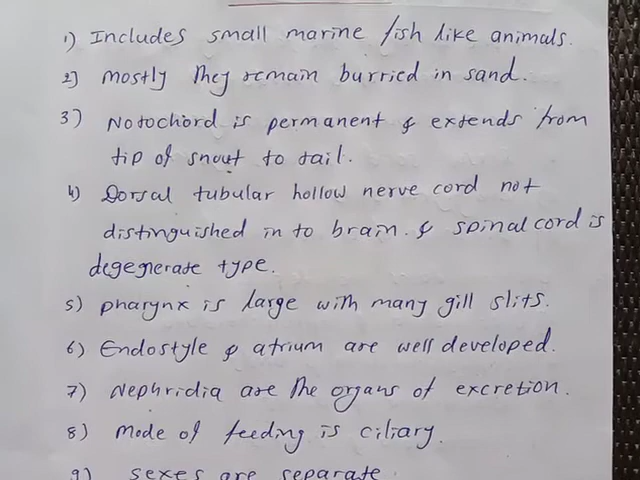 1) Includes small marine fish like animals.
2) mostly they remain burried in sand.
3) Notochord is permanent & extends from
tip of snout to tail.
4) Dorsal tubular hollow nerve cord not
distinguished in to brain. & spinal cord is
degenerate type.
5) pharynx is large with many gill slits.
6) Endostyle & atrium are well developed.
7) Nephridia are the organs of excretion.
8) mode of feeding is ciliary.
9) sexes are separate.